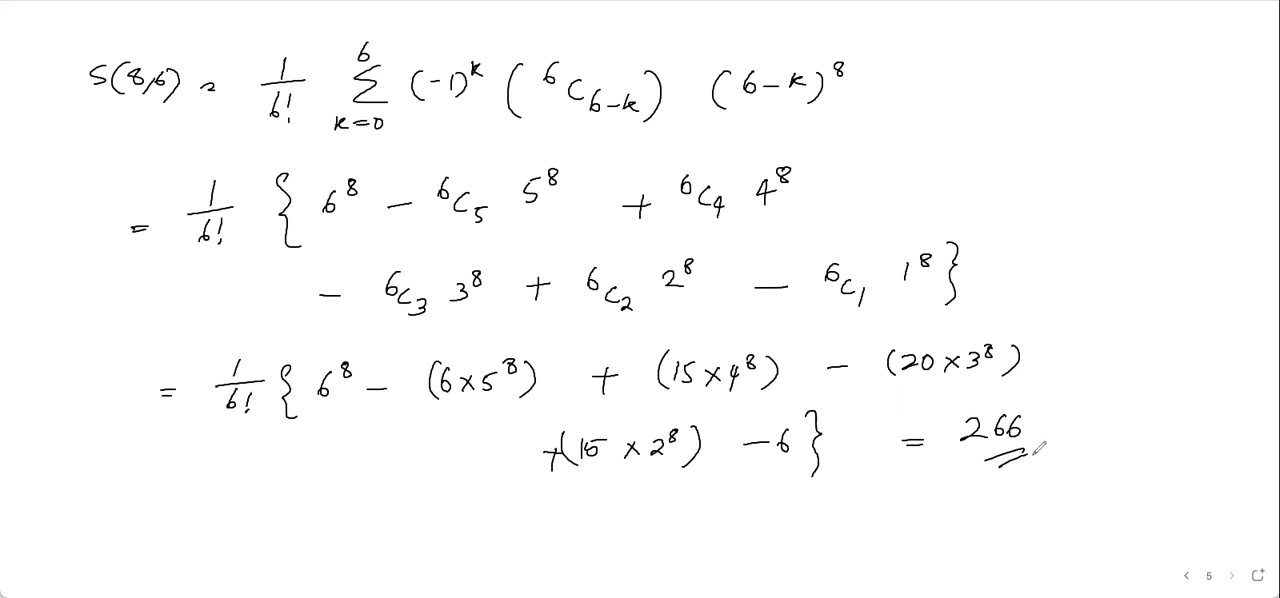 S(8,6) = 1/6! ∑_{k=0}^{6} (-1)^k (⁶C_{6-k}) (6-k)^8
= 1/6! { 6^8 - ⁶C₅ 5^8 + ⁶C₄ 4^8
- ⁶C₃ 3^8 + ⁶C₂ 2^8 - ⁶C₁ 1^8 }
= 1/6! { 6^8 - (6×5^8) + (15×4^8) - (20×3^8)
+(15×2^8) - 6 } = 266
< 5 >